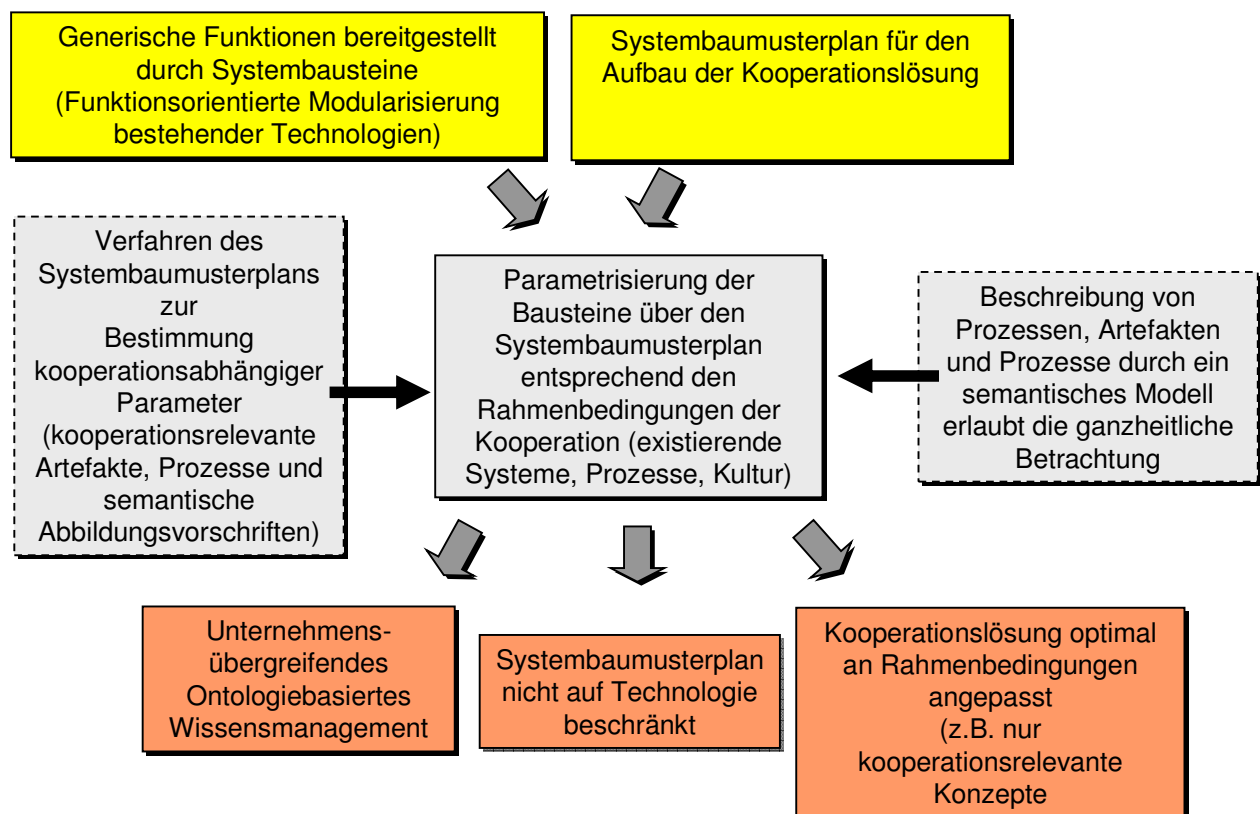 Generische Funktionen bereitgestellt
durch Systembausteine
(Funktionsorientierte Modularisierung
bestehender Technologien)
Systembaumusterplan für den
Aufbau der Kooperationslösung
Verfahren des
Systembaumusterplans
zur
Bestimmung
kooperationsabhängiger
Parameter
(kooperationsrelevante
Artefakte, Prozesse und
semantische
Abbildungsvorschriften)
Parametrisierung der
Bausteine über den
Systembaumusterplan
entsprechend den
Rahmenbedingungen der
Kooperation (existierende
Systeme, Prozesse, Kultur)
Beschreibung von
Prozessen, Artefakten
und Prozesse durch ein
semantisches Modell
erlaubt die ganzheitliche
Betrachtung
Unternehmens-
übergreifendes
Ontologiebasiertes
Wissensmanagement
Systembaumusterplan
nicht auf Technologie
beschränkt
Kooperationslösung optimal
an Rahmenbedingungen
angepasst
(z.B. nur
kooperationsrelevante
Konzepte